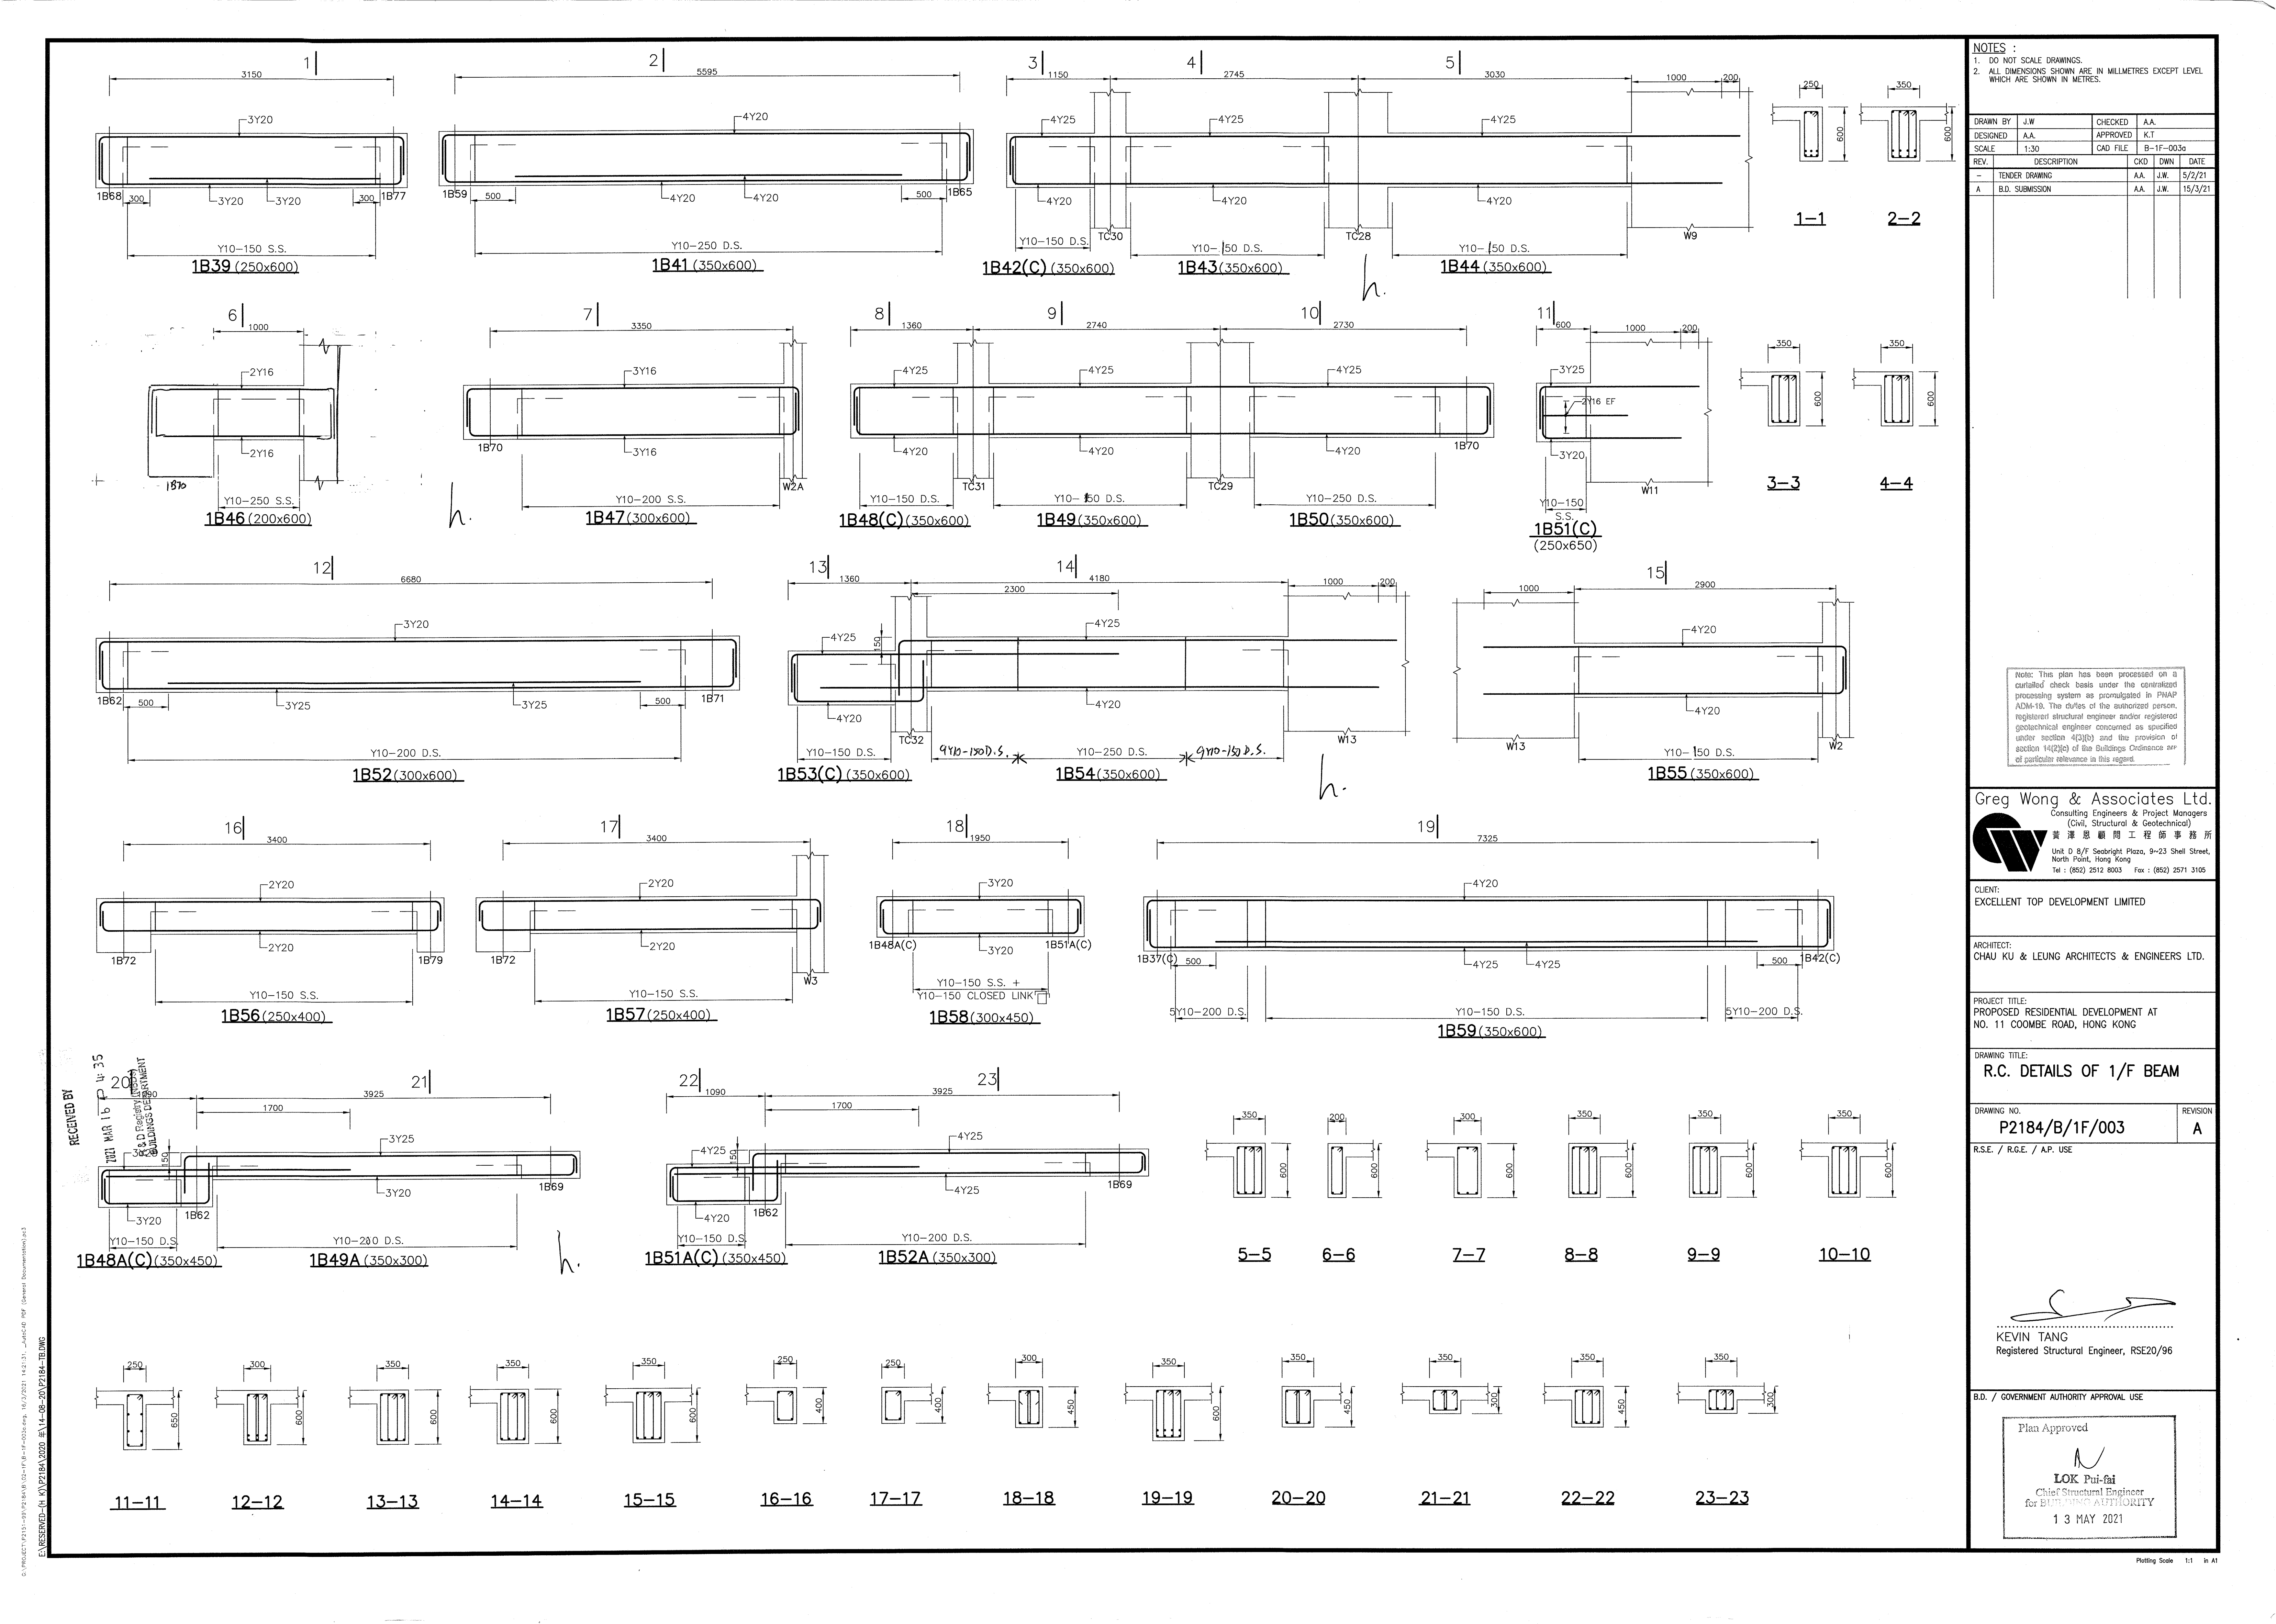 1
3150
3Y20
1B68
300
3Y20
3Y20
300
1B77
Y10-150 S.S.
1B39 (250x600)
2
5595
4Y20
1B59
500
4Y20
4Y20
500
1B65
Y10-250 D.S.
1B41 (350x600)
3
4
5
1150
2745
3030
1000
200
4Y25
4Y25
4Y25
4Y20
4Y20
4Y20
TC30
TC28
W9
Y10-150 D.S.
Y10-150 D.S.
Y10-150 D.S.
1B42(C) (350x600)
1B43 (350x600)
1B44 (350x600)
h.
250
600
1-1
350
600
2-2
6
1000
2Y16
2Y16
1B70
Y10-250 S.S.
1B46 (200x600)
h.
7
3350
3Y16
1B70
3Y16
W2A
Y10-200 S.S.
1B47 (300x600)
8
9
10
1360
2740
2730
4Y25
4Y25
4Y25
4Y20
4Y20
4Y20
1B70
TC31
TC29
Y10-150 D.S.
Y10-150 D.S.
Y10-250 D.S.
1B48(C) (350x600)
1B49 (350x600)
1B50 (350x600)
11
600
1000
200
3Y25
2Y16 EF
3Y20
W11
Y10-150
S.S.
1B51(C)
(250x650)
350
600
3-3
350
600
4-4
12
6680
3Y20
1B62
500
3Y25
3Y25
500
1B71
Y10-200 D.S.
1B52 (300x600)
13
14
1360
4180
2300
1000
200
4Y25
150
4Y25
4Y20
4Y20
TC32
W13
Y10-150 D.S.
9Y10-150 D.S.
Y10-250 D.S.
9Y10-150 D.S.
1B53(C) (350x600)
1B54 (350x600)
h.
15
1000
2900
4Y20
4Y20
W13
W2
Y10-150 D.S.
1B55 (350x600)
16
3400
2Y20
2Y20
1B72
1B79
Y10-150 S.S.
1B56 (250x400)
17
3400
2Y20
2Y20
1B72
W3
Y10-150 S.S.
1B57 (250x400)
18
1950
3Y20
1B48A(C)
3Y20
1B51A(C)
Y10-150 S.S. +
Y10-150 CLOSED LINK
1B58 (300x450)
19
7325
4Y20
1B37(C)
500
4Y25
4Y25
500
1B42(C)
5Y10-200 D.S.
Y10-150 D.S.
5Y10-200 D.S.
1B59 (350x600)
RECEIVED BY
2021 MAR 16 P 4:35
BUILDINGS DEPARTMENT
20
21
3925
1700
3Y25
150
3Y20
3Y20
1B62
1B69
Y10-150 D.S.
Y10-200 D.S.
1B48A(C) (350x450)
1B49A (350x300)
h.
22
23
1090
3925
1700
4Y25
150
4Y25
4Y20
4Y25
1B62
1B69
Y10-150 D.S.
Y10-200 D.S.
1B51A(C) (350x450)
1B52A (350x300)
350
600
5-5
200
600
6-6
300
600
7-7
350
600
8-8
350
600
9-9
350
600
10-10
250
650
11-11
300
600
12-12
350
600
13-13
350
600
14-14
350
600
15-15
250
400
16-16
250
400
17-17
300
450
18-18
350
600
19-19
350
450
20-20
350
300
21-21
350
450
22-22
350
300
23-23
E:\RESERVED-(H K)\P2184\2020 年\14-08-20\P2184-TB.DWG
NOTES :
1. DO NOT SCALE DRAWINGS.
2. ALL DIMENSIONS SHOWN ARE IN MILLMETRES EXCEPT LEVEL
WHICH ARE SHOWN IN METRES.
DRAWN BY J.W CHECKED A.A.
DESIGNED A.A. APPROVED K.T
SCALE 1:30 CAD FILE B-1F-003a
REV. DESCRIPTION CKD DWN DATE
- TENDER DRAWING A.A. J.W. 5/2/21
A B.D. SUBMISSION A.A. J.W. 15/3/21
Note: This plan has been processed on a
curtailed check basis under the centralized
processing system as promulgated in PNAP
ADM-19. The duties of the authorized person,
registered structural engineer and/or registered
geotechnical engineer concerned as specified
under section 4(3)(b) and the provision of
section 14(2)(c) of the Buildings Ordinance are
of particular relevance in this regard.
Greg Wong & Associates Ltd.
Consulting Engineers & Project Managers
(Civil, Structural & Geotechnical)
黃澤恩顧問工程師事務所
Unit D 8/F Seabright Plaza, 9~23 Shell Street,
North Point, Hong Kong
Tel : (852) 2512 8003 Fax : (852) 2571 3105
CLIENT:
EXCELLENT TOP DEVELOPMENT LIMITED
ARCHITECT:
CHAU KU & LEUNG ARCHITECTS & ENGINEERS LTD.
PROJECT TITLE:
PROPOSED RESIDENTIAL DEVELOPMENT AT
NO. 11 COOMBE ROAD, HONG KONG
DRAWING TITLE:
R.C. DETAILS OF 1/F BEAM
DRAWING NO. REVISION
P2184/B/1F/003 A
R.S.E. / R.G.E. / A.P. USE
KEVIN TANG
Registered Structural Engineer, RSE20/96
B.D. / GOVERNMENT AUTHORITY APPROVAL USE
Plan Approved
LOK Pui-fai
Chief Structural Engineer
for BUILDING AUTHORITY
13 MAY 2021
Plotting Scale 1:1 in A1